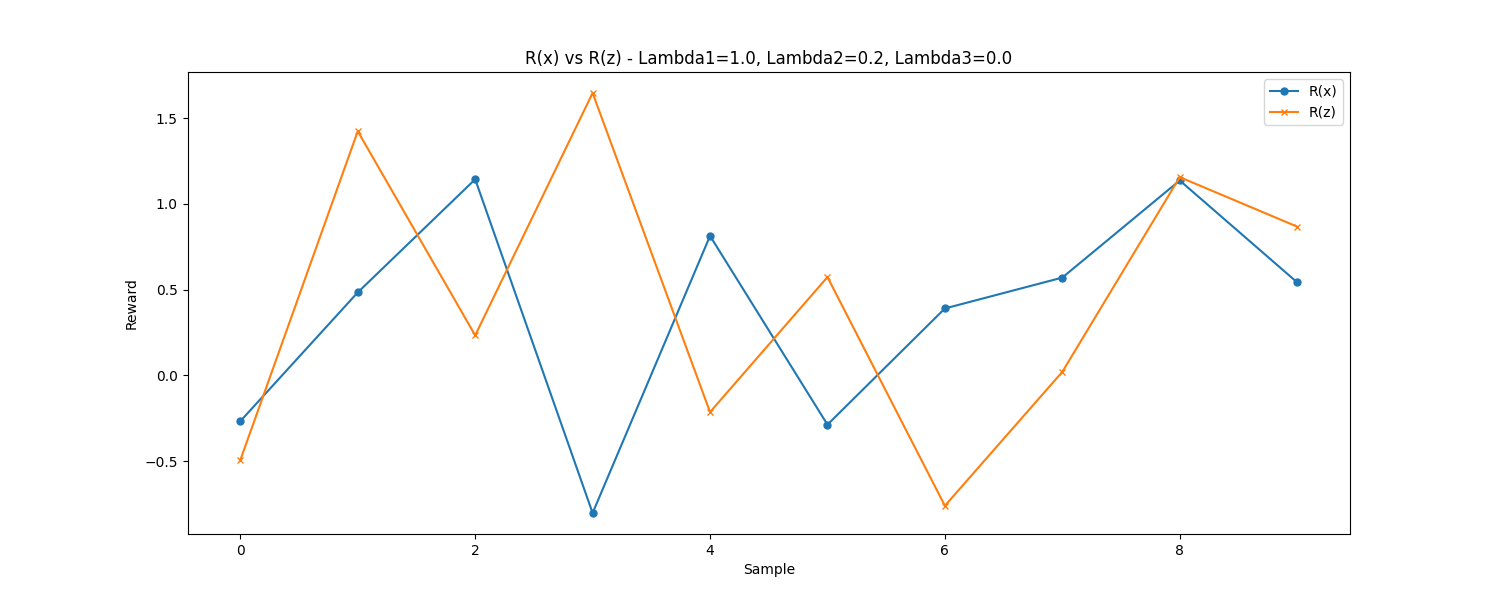 R(x) vs R(z) - Lambda1=1.0, Lambda2=0.2, Lambda3=0.0
R(x)
R(z)
1.5
1.0
0.5
0.0
−0.5
Reward
0 2 4 6 8
Sample